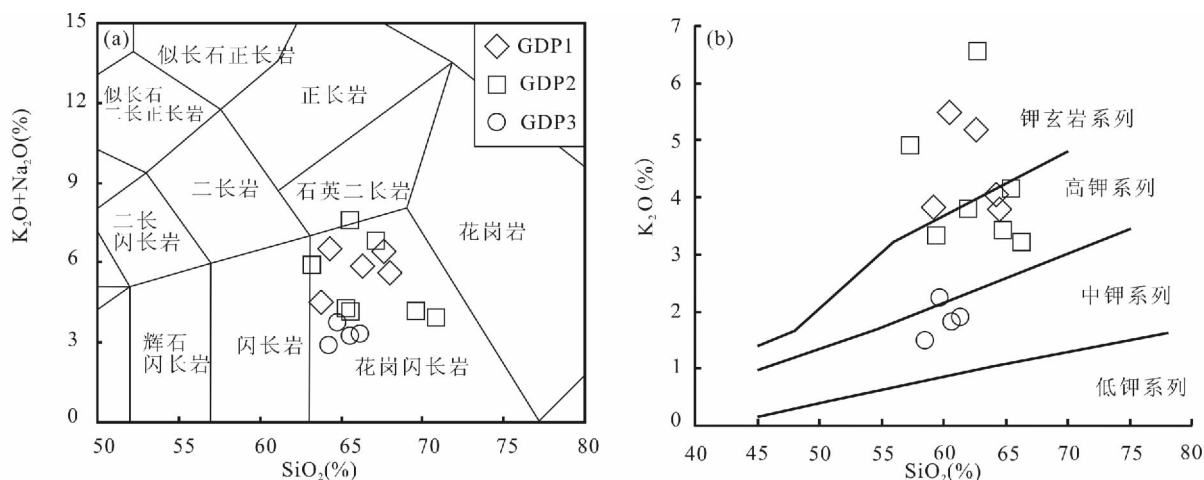 (a)
15
12
9
6
3
0
K₂O+Na₂O(%)
似长石正长岩
似长石
二长正长岩
正长岩
二长岩
石英二长岩
二长
闪长岩
花岗岩
辉石
闪长岩
闪长岩
花岗闪长岩
GDP1
GDP2
GDP3
50
55
60
65
70
75
80
SiO₂(%)
(b)
7
6
5
4
3
2
1
0
K₂O(%)
钾玄岩系列
高钾系列
中钾系列
低钾系列
40
45
50
55
60
65
70
75
80
SiO₂(%)